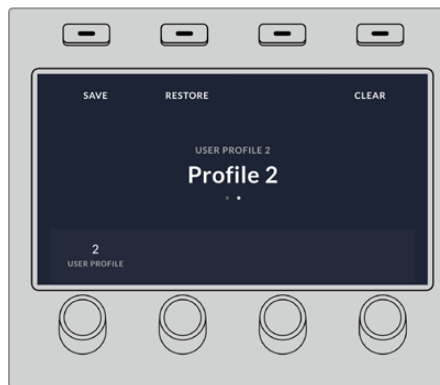 SAVE RESTORE CLEAR
USER PROFILE 2
Profile 2
2
USER PROFILE